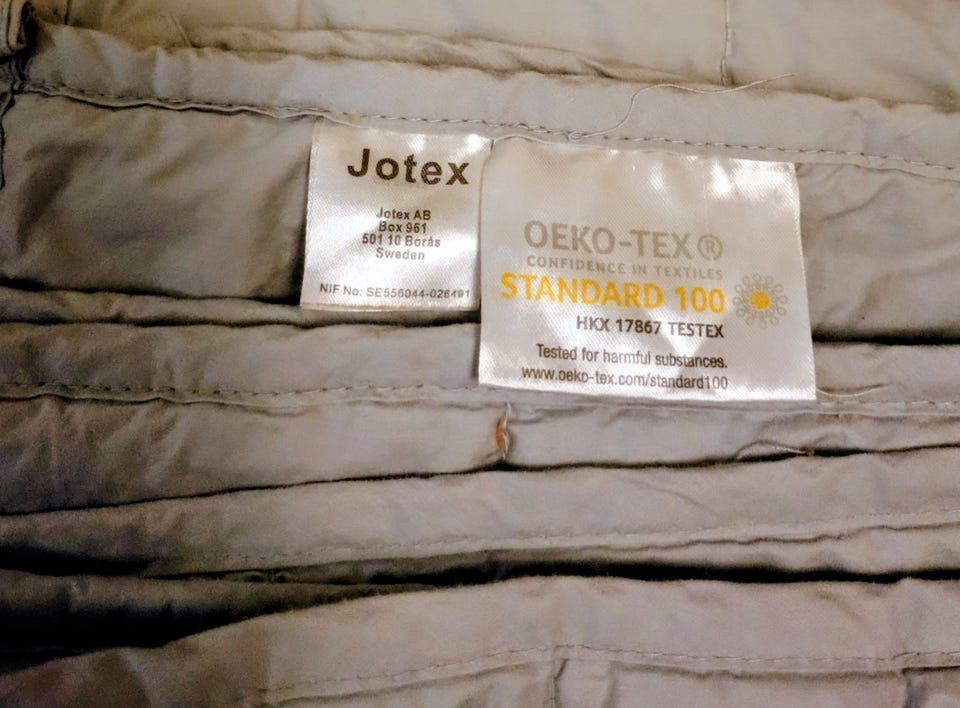 Jotex
Jotex AB
Box 961
501 10 Borås
Sweden
NIF No: SE556044-026491
OEKO-TEX®
CONFIDENCE IN TEXTILES
STANDARD 100
HKX 17867 TESTEX
Tested for harmful substances.
www.oeko-tex.com/standard100